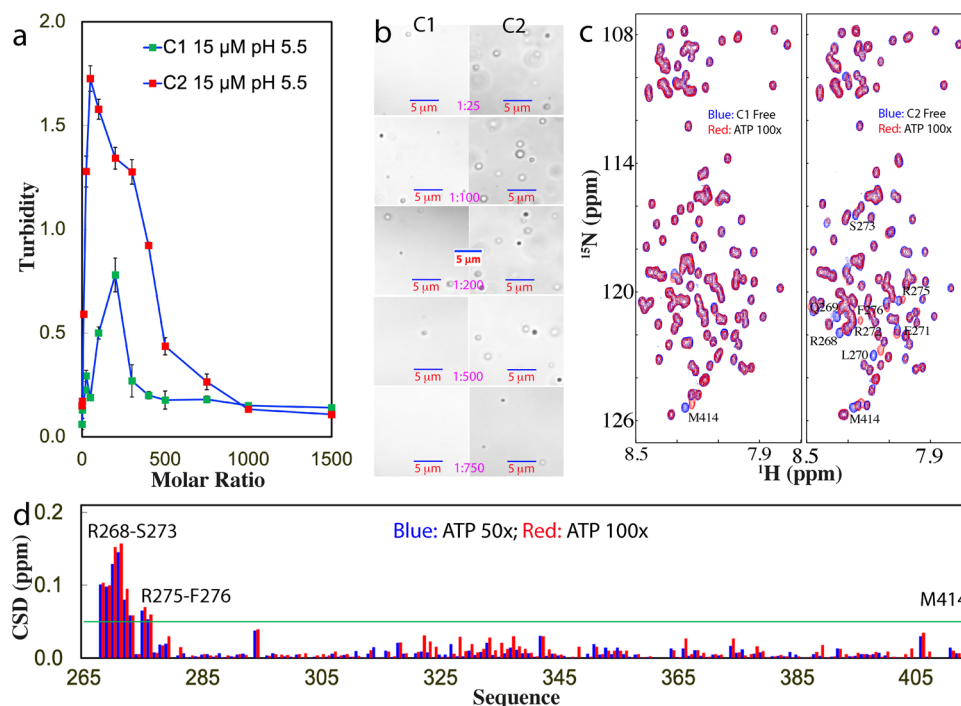 a
2.0
1.5
1.0
0.5
0.0
Turbidity
C1 15 μM pH 5.5
C2 15 μM pH 5.5
0
500
1000
1500
Molar Ratio
b
C1
C2
5 μm
5 μm
1:25
5 μm
5 μm
1:100
5 μm
5 μm
5 μm
1:200
5 μm
5 μm
1:500
5 μm
5 μm
1:750
c
108
114
120
126
15N (ppm)
Blue: C1 Free
Red: ATP 100x
M414
Blue: C2 Free
Red: ATP 100x
S273
R275
Q269
F276
R272
E271
R268
L270
M414
8.5
7.9
8.5
7.9
1H (ppm)
d
0.2
0.1
0.0
CSD (ppm)
R268-S273
Blue: ATP 50x; Red: ATP 100x
R275-F276
M414
265
285
305
325
345
365
385
405
Sequence